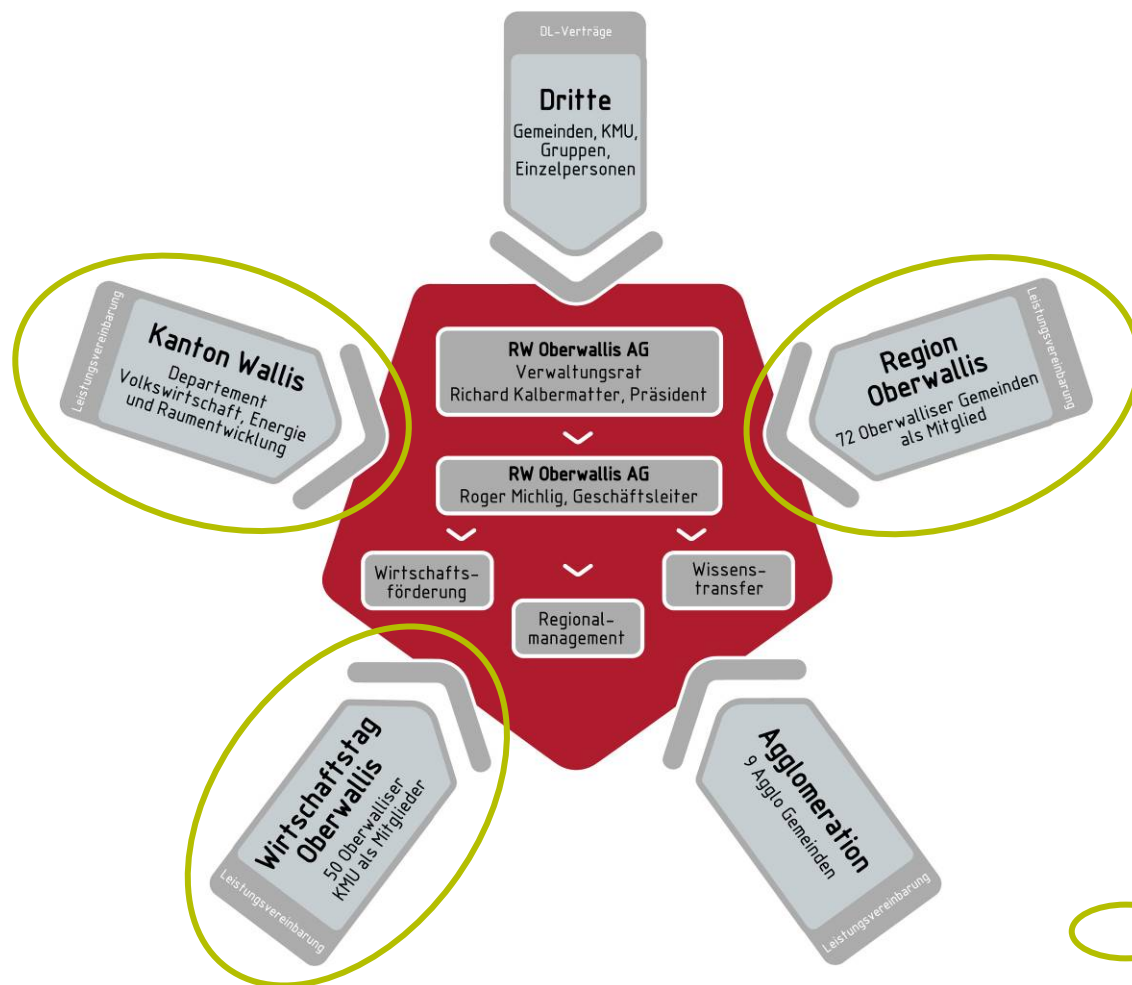 DL-Verträge
Dritte
Gemeinden, KMU,
Gruppen,
Einzelpersonen
Leistungsvereinbarung
Kanton Wallis
Departement
Volkswirtschaft, Energie
und Raumentwicklung
Leistungsvereinbarung
Region
Oberwallis
72 Oberwalliser Gemeinden
als Mitglied
RW Oberwallis AG
Verwaltungsrat
Richard Kalbermatter, Präsident
RW Oberwallis AG
Roger Michlig, Geschäftsleiter
Wirtschafts-
förderung
Wissens-
transfer
Regional-
management
Wirtschaftstag
Oberwallis
50 Oberwalliser
KMU als Mitglieder
Leistungsvereinbarung
Agglomeration
9 Agglo Gemeinden
Leistungsvereinbarung